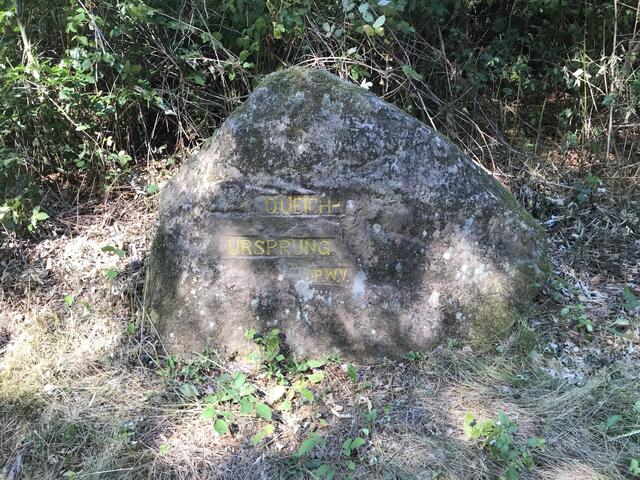 QUEICH-
URSPRUNG
PWV.